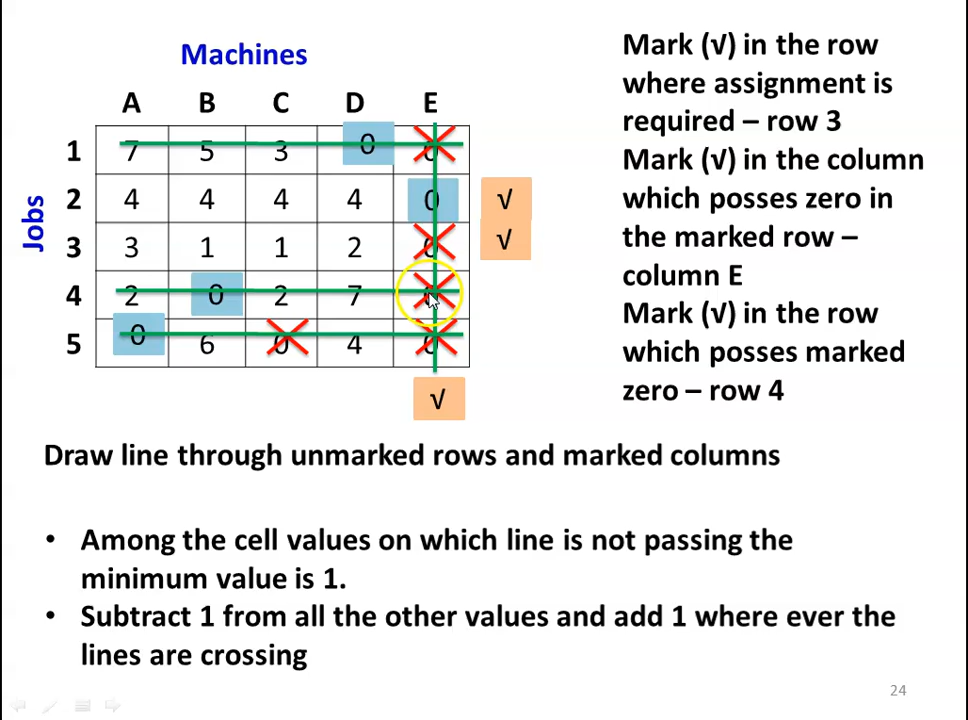 Machines
A B C D E
1 7 5 3 0 0
2 4 4 4 4 0 √
3 3 1 1 2 0 √
4 2 0 2 7 0
5 0 6 0 4 0
√
Jobs
Mark (√) in the row
where assignment is
required – row 3
Mark (√) in the column
which posses zero in
the marked row –
column E
Mark (√) in the row
which posses marked
zero – row 4
Draw line through unmarked rows and marked columns
• Among the cell values on which line is not passing the
minimum value is 1.
• Subtract 1 from all the other values and add 1 where ever the
lines are crossing
24